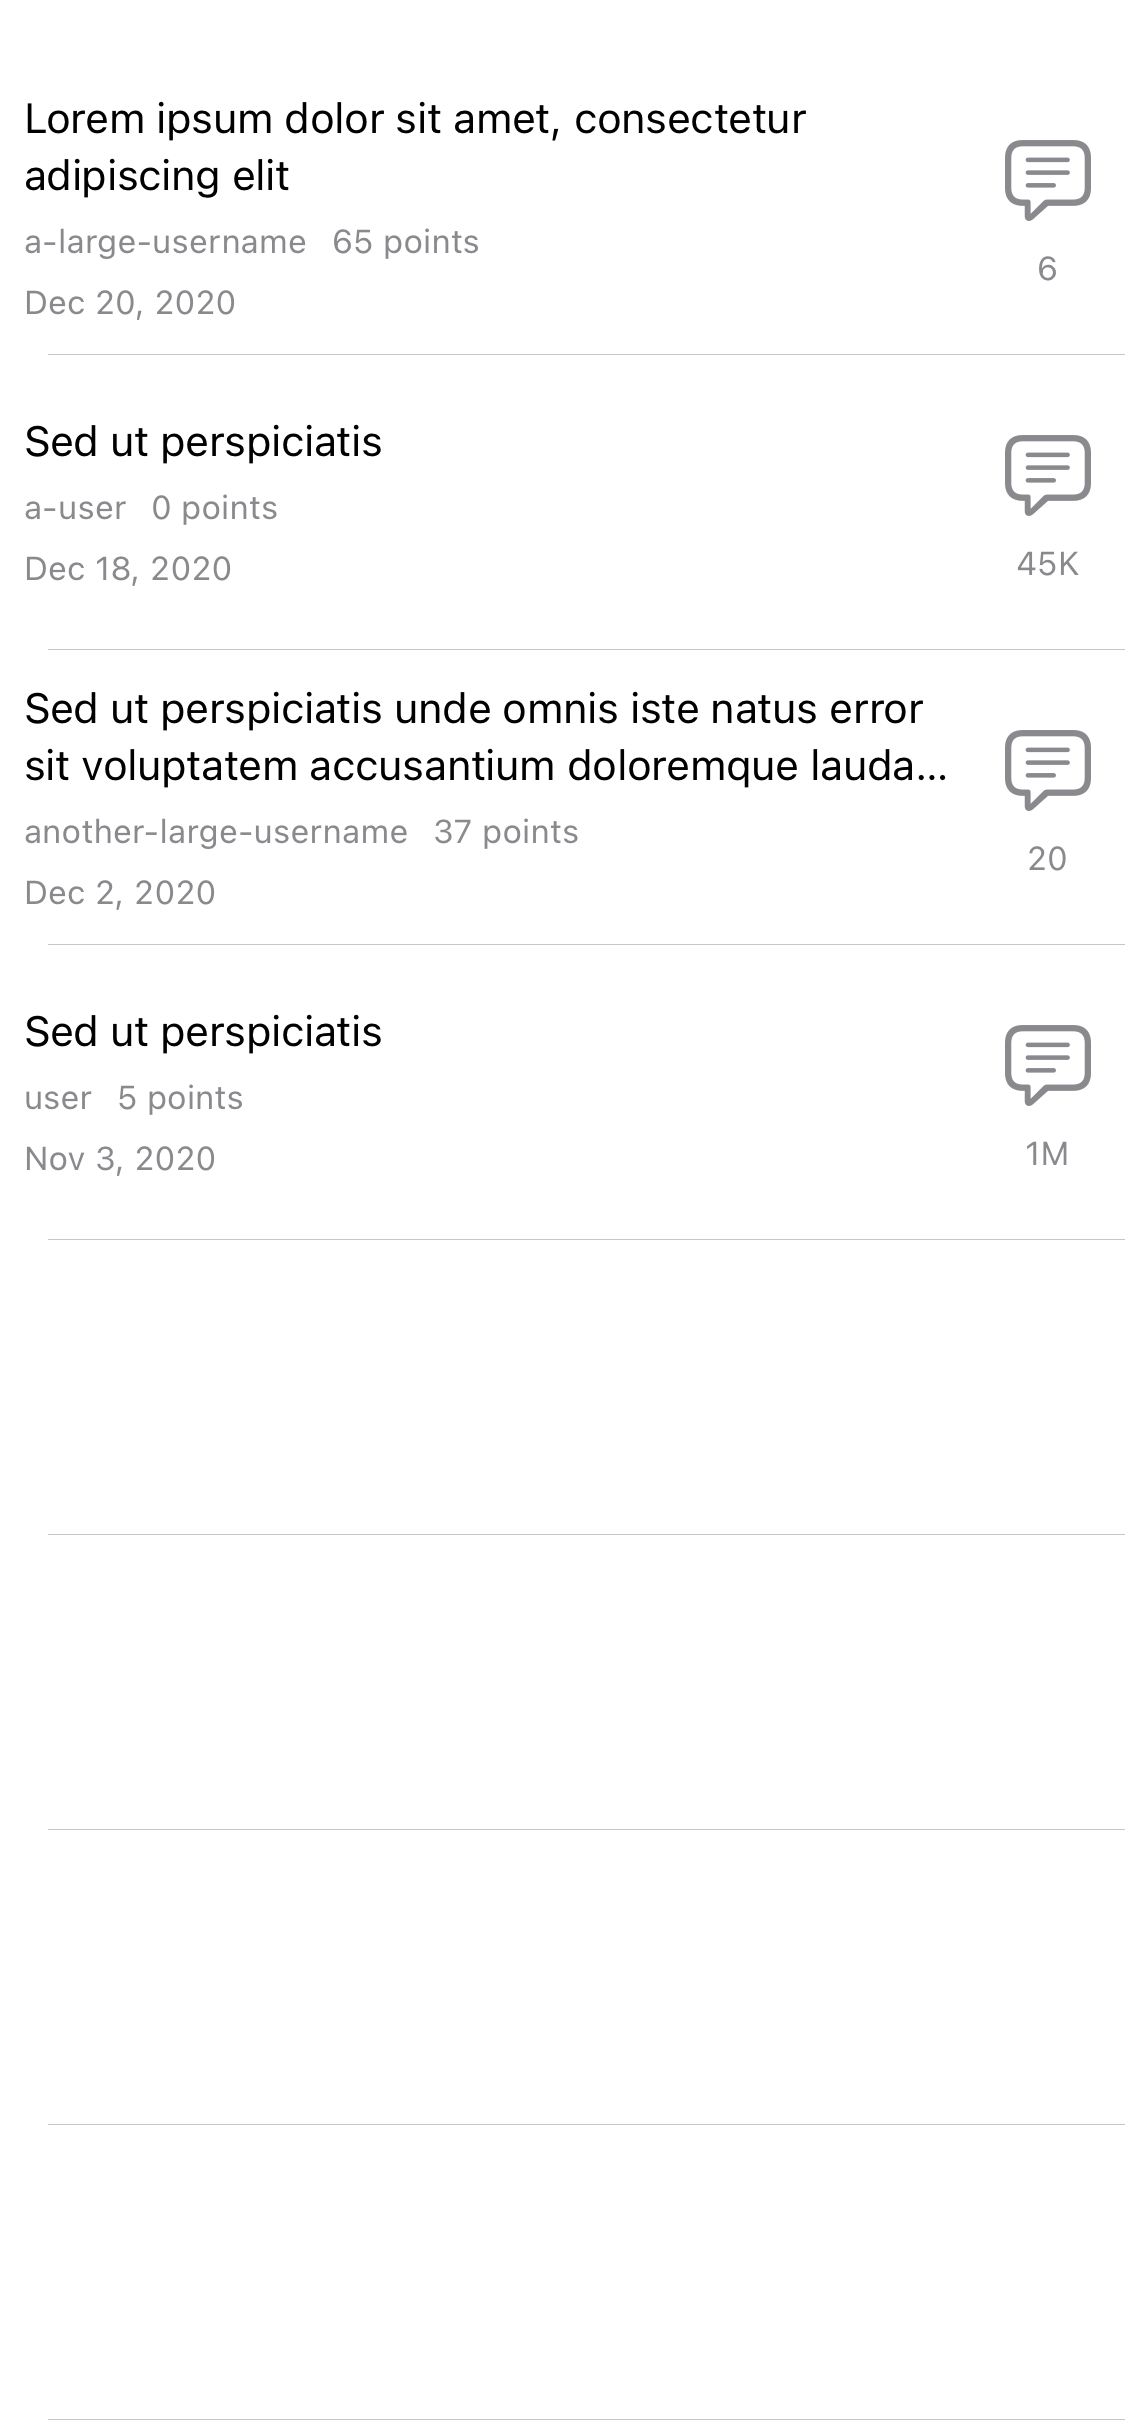 Lorem ipsum dolor sit amet, consectetur
adipiscing elit
a-large-username 65 points
6
Dec 20, 2020
Sed ut perspiciatis
a-user 0 points
45K
Dec 18, 2020
Sed ut perspiciatis unde omnis iste natus error
sit voluptatem accusantium doloremque lauda...
another-large-username 37 points
20
Dec 2, 2020
Sed ut perspiciatis
user 5 points
1M
Nov 3, 2020